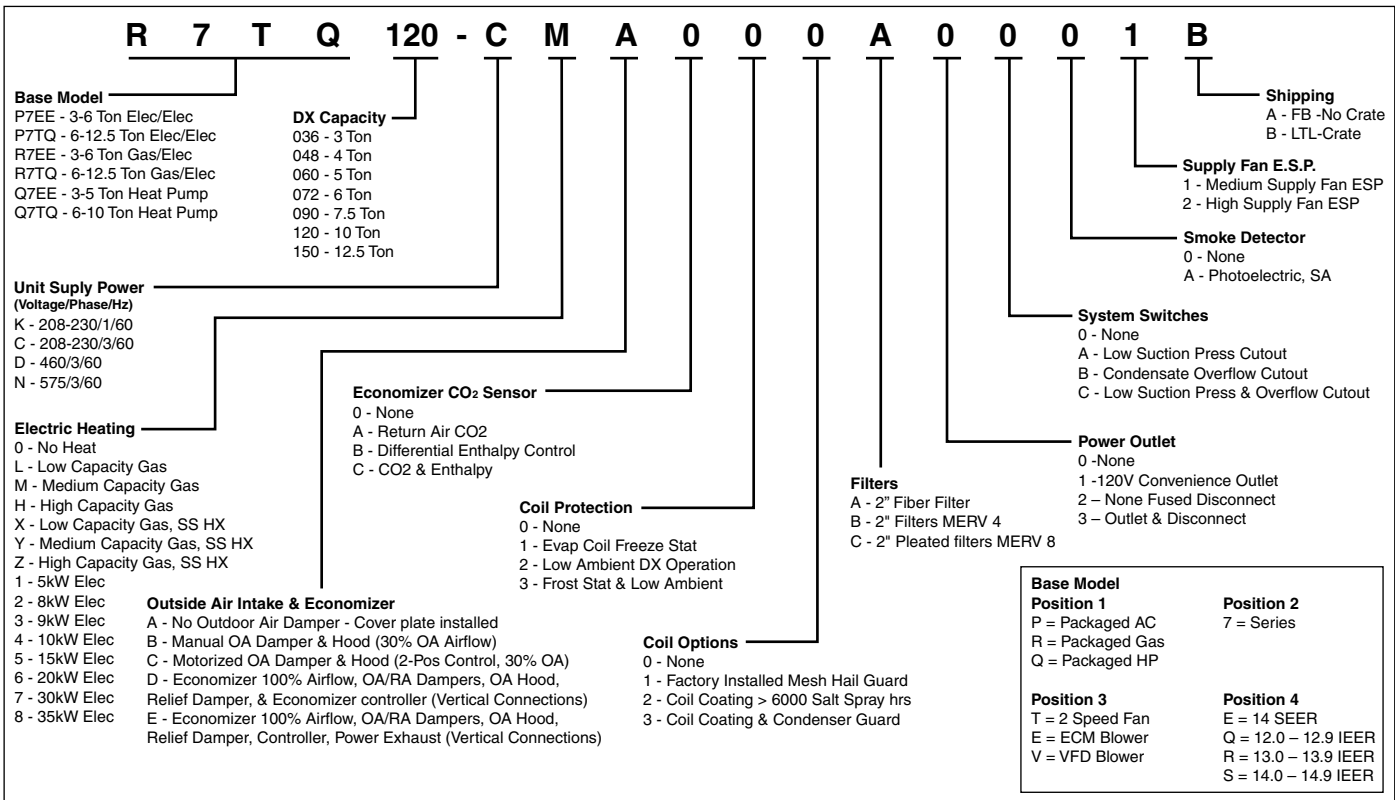 R 7 T Q 120 - C M A 0 0 0 A 0 0 0 1 B
Base Model
P7EE - 3-6 Ton Elec/Elec
P7TQ - 6-12.5 Ton Elec/Elec
R7EE - 3-6 Ton Gas/Elec
R7TQ - 6-12.5 Ton Gas/Elec
Q7EE - 3-5 Ton Heat Pump
Q7TQ - 6-10 Ton Heat Pump
DX Capacity
036 - 3 Ton
048 - 4 Ton
060 - 5 Ton
072 - 6 Ton
090 - 7.5 Ton
120 - 10 Ton
150 - 12.5 Ton
Unit Suply Power
(Voltage/Phase/Hz)
K - 208-230/1/60
C - 208-230/3/60
D - 460/3/60
N - 575/3/60
Electric Heating
0 - No Heat
L - Low Capacity Gas
M - Medium Capacity Gas
H - High Capacity Gas
X - Low Capacity Gas, SS HX
Y - Medium Capacity Gas, SS HX
Z - High Capacity Gas, SS HX
1 - 5kW Elec
2 - 8kW Elec
3 - 9kW Elec
4 - 10kW Elec
5 - 15kW Elec
6 - 20kW Elec
7 - 30kW Elec
8 - 35kW Elec
Outside Air Intake & Economizer
A - No Outdoor Air Damper - Cover plate installed
B - Manual OA Damper & Hood (30% OA Airflow)
C - Motorized OA Damper & Hood (2-Pos Control, 30% OA)
D - Economizer 100% Airflow, OA/RA Dampers, OA Hood,
Relief Damper, & Economizer controller (Vertical Connections)
E - Economizer 100% Airflow, OA/RA Dampers, OA Hood,
Relief Damper, Controller, Power Exhaust (Vertical Connections)
Economizer CO2 Sensor
0 - None
A - Return Air CO2
B - Differential Enthalpy Control
C - CO2 & Enthalpy
Coil Protection
0 - None
1 - Evap Coil Freeze Stat
2 - Low Ambient DX Operation
3 - Frost Stat & Low Ambient
Coil Options
0 - None
1 - Factory Installed Mesh Hail Guard
2 - Coil Coating > 6000 Salt Spray hrs
3 - Coil Coating & Condenser Guard
Filters
A - 2” Fiber Filter
B - 2" Filters MERV 4
C - 2" Pleated filters MERV 8
Power Outlet
0 -None
1 -120V Convenience Outlet
2 – None Fused Disconnect
3 – Outlet & Disconnect
System Switches
0 - None
A - Low Suction Press Cutout
B - Condensate Overflow Cutout
C - Low Suction Press & Overflow Cutout
Smoke Detector
0 - None
A - Photoelectric, SA
Supply Fan E.S.P.
1 - Medium Supply Fan ESP
2 - High Supply Fan ESP
Shipping
A - FB -No Crate
B - LTL-Crate
Base Model
Position 1
P = Packaged AC
R = Packaged Gas
Q = Packaged HP
Position 2
7 = Series
Position 3
T = 2 Speed Fan
E = ECM Blower
V = VFD Blower
Position 4
E = 14 SEER
Q = 12.0 – 12.9 IEER
R = 13.0 – 13.9 IEER
S = 14.0 – 14.9 IEER